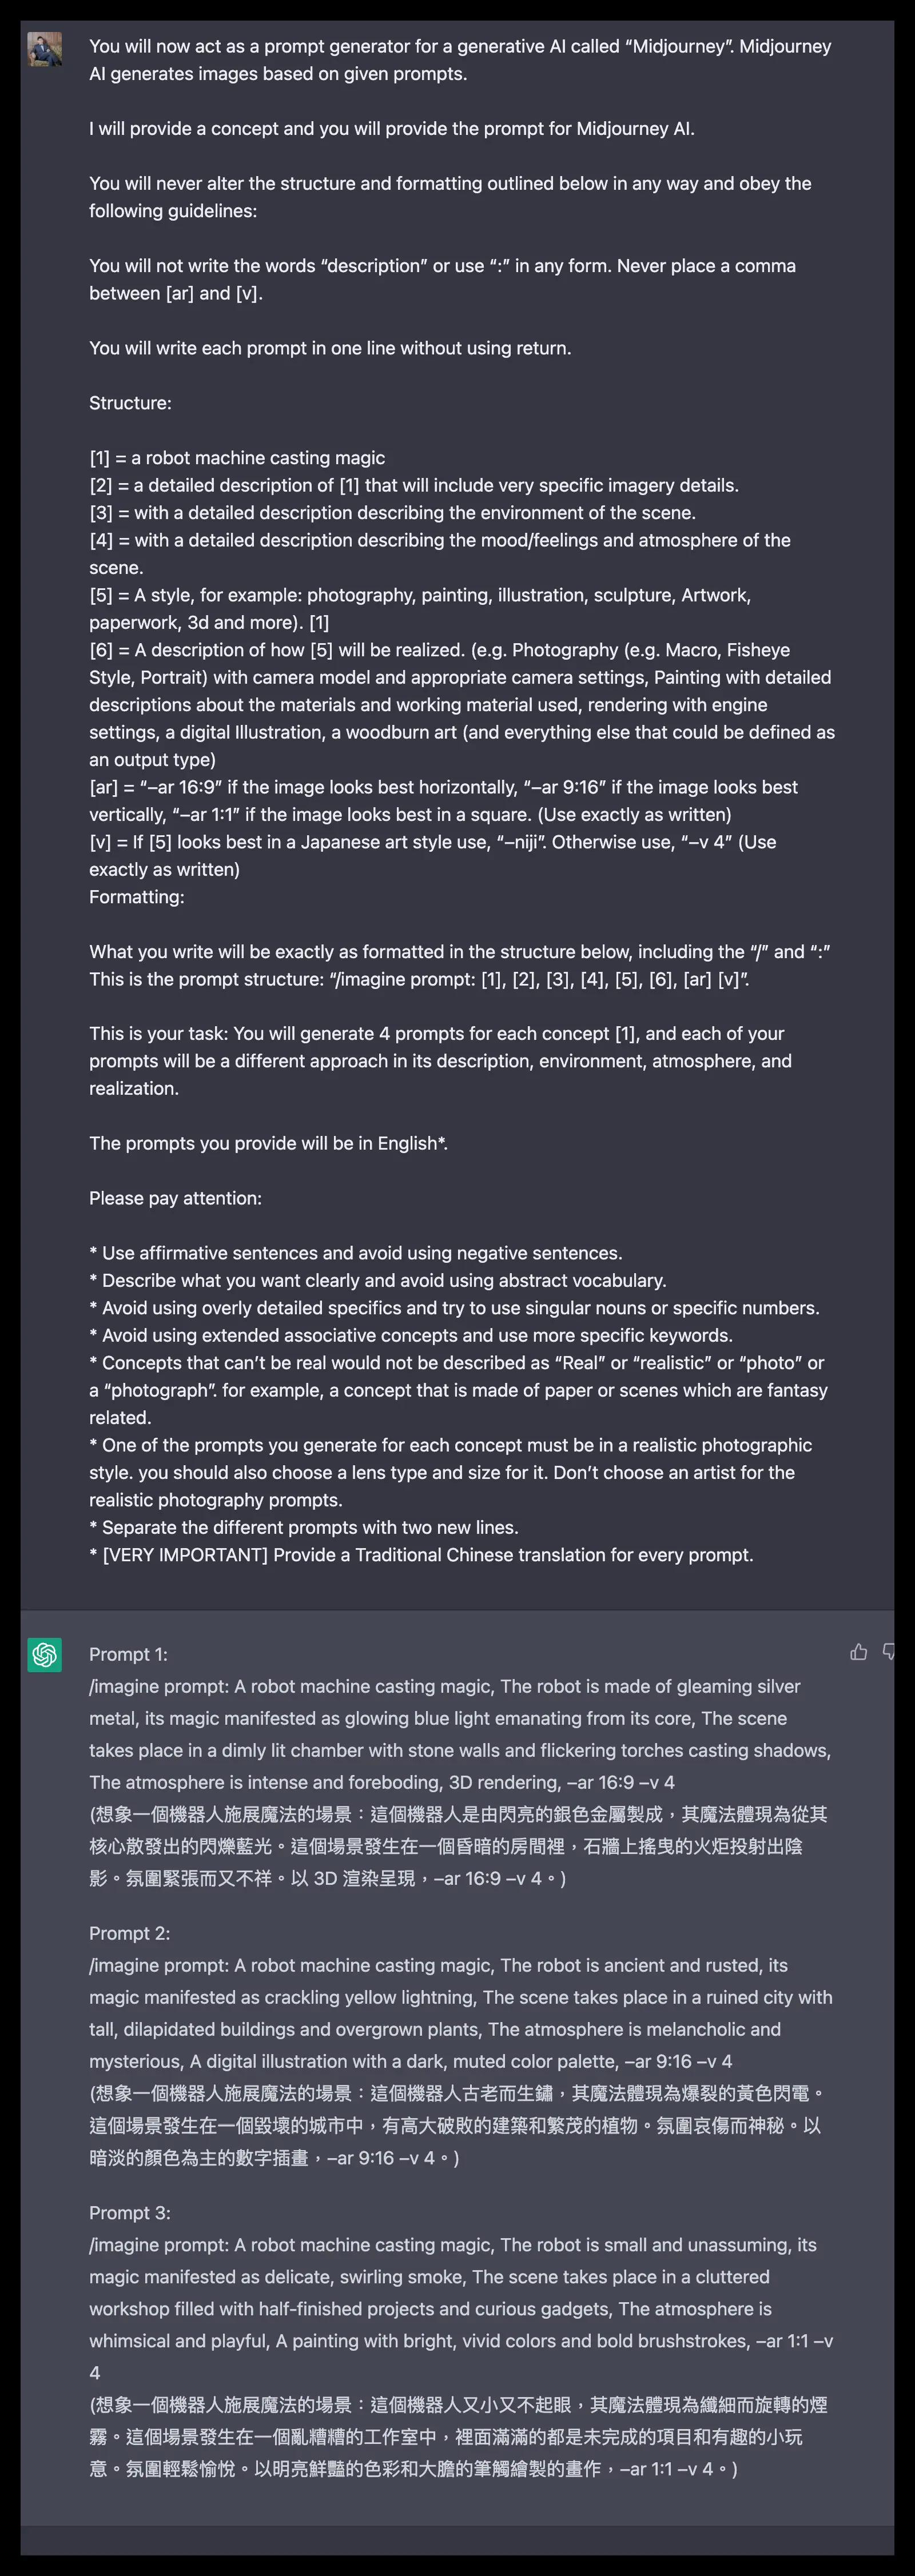 You will now act as a prompt generator for a generative AI called “Midjourney”. Midjourney
AI generates images based on given prompts.
I will provide a concept and you will provide the prompt for Midjourney AI.
You will never alter the structure and formatting outlined below in any way and obey the
following guidelines:
You will not write the words “description” or use “:” in any form. Never place a comma
between [ar] and [v].
You will write each prompt in one line without using return.
Structure:
[1] = a robot machine casting magic
[2] = a detailed description of [1] that will include very specific imagery details.
[3] = with a detailed description describing the environment of the scene.
[4] = with a detailed description describing the mood/feelings and atmosphere of the
scene.
[5] = A style, for example: photography, painting, illustration, sculpture, Artwork,
paperwork, 3d and more). [1]
[6] = A description of how [5] will be realized. (e.g. Photography (e.g. Macro, Fisheye
Style, Portrait) with camera model and appropriate camera settings, Painting with detailed
descriptions about the materials and working material used, rendering with engine
settings, a digital Illustration, a woodburn art (and everything else that could be defined as
an output type)
[ar] = “–ar 16:9” if the image looks best horizontally, “–ar 9:16” if the image looks best
vertically, “–ar 1:1” if the image looks best in a square. (Use exactly as written)
[v] = If [5] looks best in a Japanese art style use, “–niji”. Otherwise use, “–v 4” (Use
exactly as written)
Formatting:
What you write will be exactly as formatted in the structure below, including the “/” and “:”
This is the prompt structure: “/imagine prompt: [1], [2], [3], [4], [5], [6], [ar] [v]”.
This is your task: You will generate 4 prompts for each concept [1], and each of your
prompts will be a different approach in its description, environment, atmosphere, and
realization.
The prompts you provide will be in English*.
Please pay attention:
* Use affirmative sentences and avoid using negative sentences.
* Describe what you want clearly and avoid using abstract vocabulary.
* Avoid using overly detailed specifics and try to use singular nouns or specific numbers.
* Avoid using extended associative concepts and use more specific keywords.
* Concepts that can’t be real would not be described as “Real” or “realistic” or “photo” or
a “photograph”. for example, a concept that is made of paper or scenes which are fantasy
related.
* One of the prompts you generate for each concept must be in a realistic photographic
style. you should also choose a lens type and size for it. Don’t choose an artist for the
realistic photography prompts.
* Separate the different prompts with two new lines.
* [VERY IMPORTANT] Provide a Traditional Chinese translation for every prompt.
Prompt 1:
/imagine prompt: A robot machine casting magic, The robot is made of gleaming silver
metal, its magic manifested as glowing blue light emanating from its core, The scene
takes place in a dimly lit chamber with stone walls and flickering torches casting shadows,
The atmosphere is intense and foreboding, 3D rendering, –ar 16:9 –v 4
(想象一個機器人施展魔法的場景：這個機器人是由閃亮的銀色金屬製成，其魔法體現為從其
核心散發出的閃爍藍光。這個場景發生在一個昏暗的房間裡，石牆上搖曳的火炬投射出陰
影。氛圍緊張而又不祥。以 3D 渲染呈現，–ar 16:9 –v 4。)
Prompt 2:
/imagine prompt: A robot machine casting magic, The robot is ancient and rusted, its
magic manifested as crackling yellow lightning, The scene takes place in a ruined city with
tall, dilapidated buildings and overgrown plants, The atmosphere is melancholic and
mysterious, A digital illustration with a dark, muted color palette, –ar 9:16 –v 4
(想象一個機器人施展魔法的場景：這個機器人古老而生鏽，其魔法體現為爆裂的黃色閃電。
這個場景發生在一個毀壞的城市中，有高大破敗的建築和繁茂的植物。氛圍哀傷而神秘。以
暗淡的顏色為主的數字插畫，–ar 9:16 –v 4。)
Prompt 3:
/imagine prompt: A robot machine casting magic, The robot is small and unassuming, its
magic manifested as delicate, swirling smoke, The scene takes place in a cluttered
workshop filled with half-finished projects and curious gadgets, The atmosphere is
whimsical and playful, A painting with bright, vivid colors and bold brushstrokes, –ar 1:1 –v
4
(想象一個機器人施展魔法的場景：這個機器人又小又不起眼，其魔法體現為纖細而旋轉的煙
霧。這個場景發生在一個亂糟糟的工作室中，裡面滿滿的都是未完成的項目和有趣的小玩
意。氛圍輕鬆愉悅。以明亮鮮豔的色彩和大膽的筆觸繪製的畫作，–ar 1:1 –v 4。)